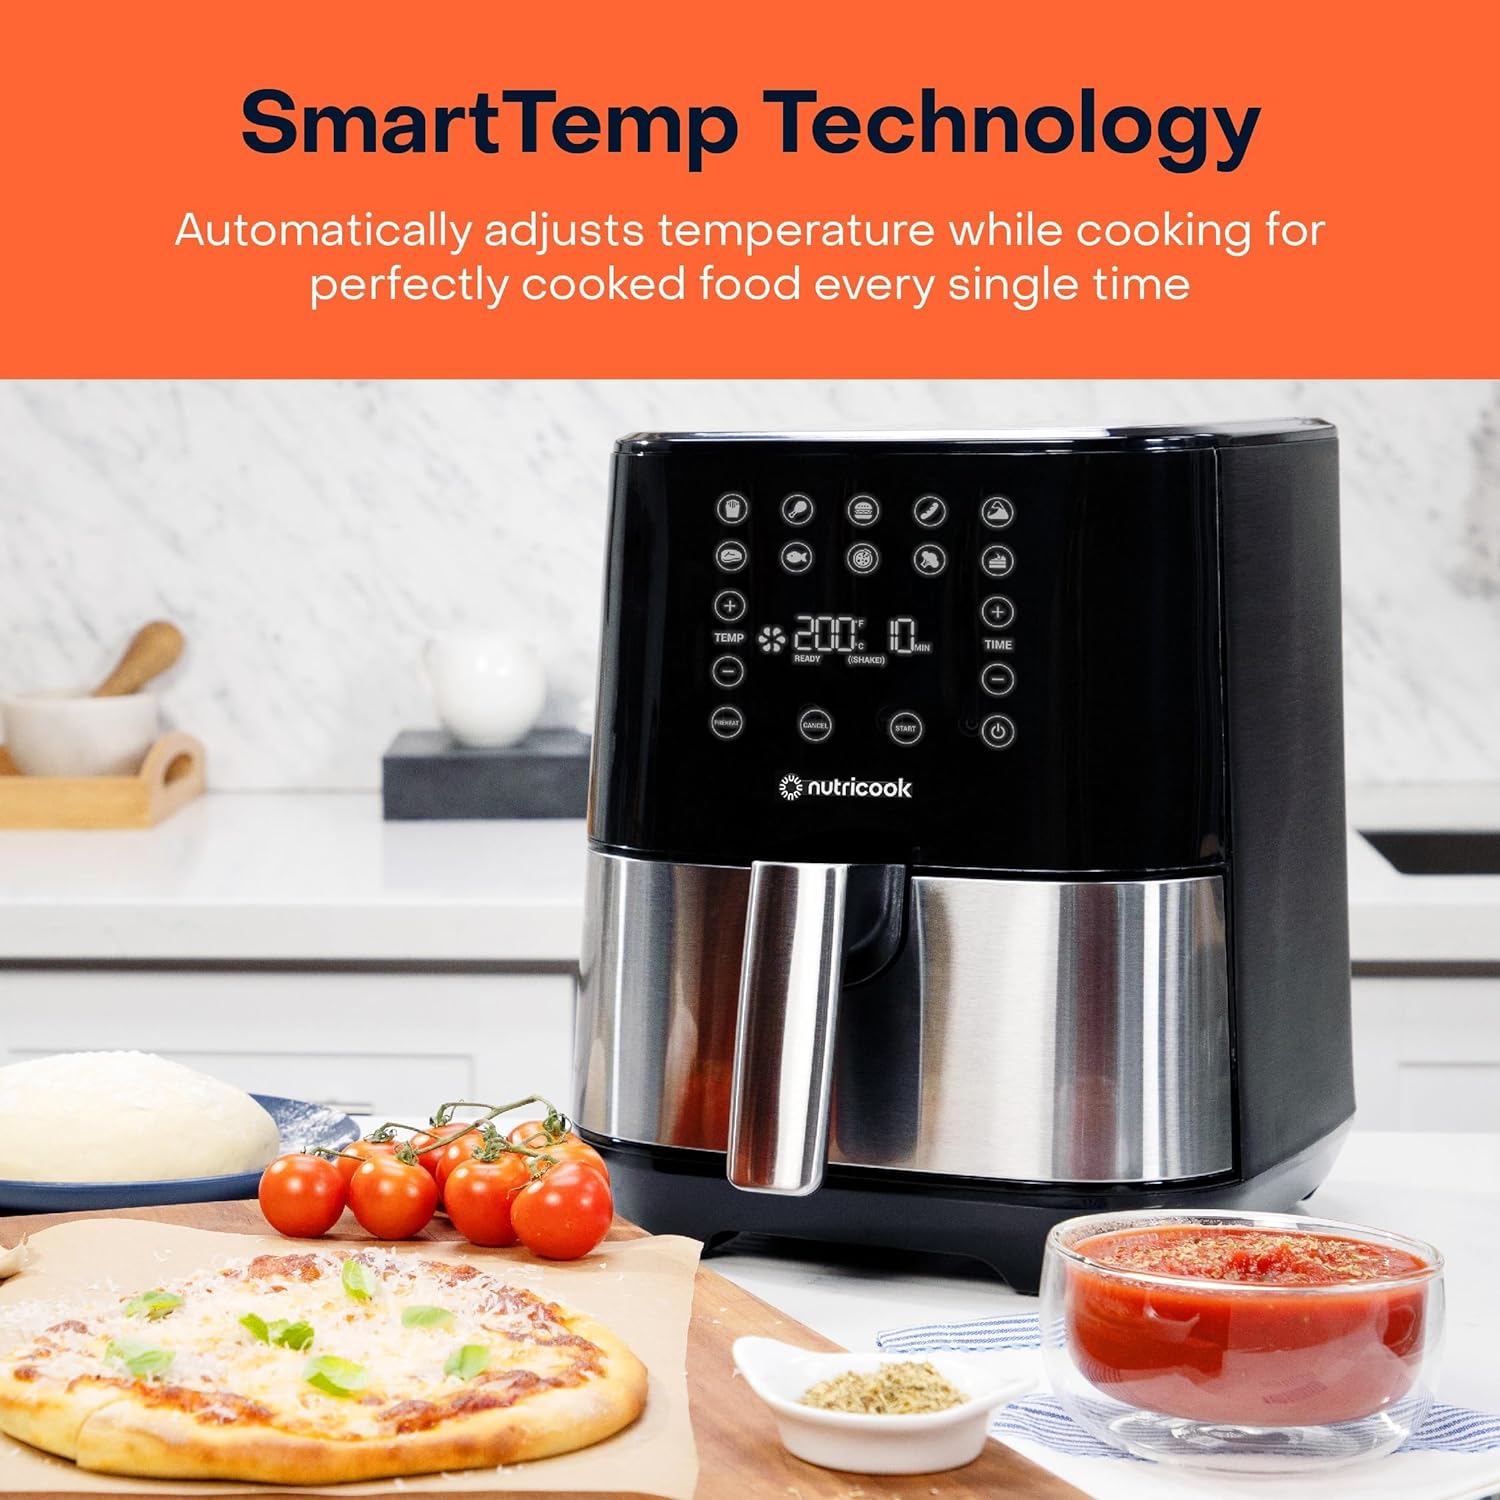 SmartTemp Technology
Automatically adjusts temperature while cooking for
perfectly cooked food every single time
TEMP
200 °F °C 10 MIN
READY ((SHAKE))
TIME
PREHEAT CANCEL START
nutricook